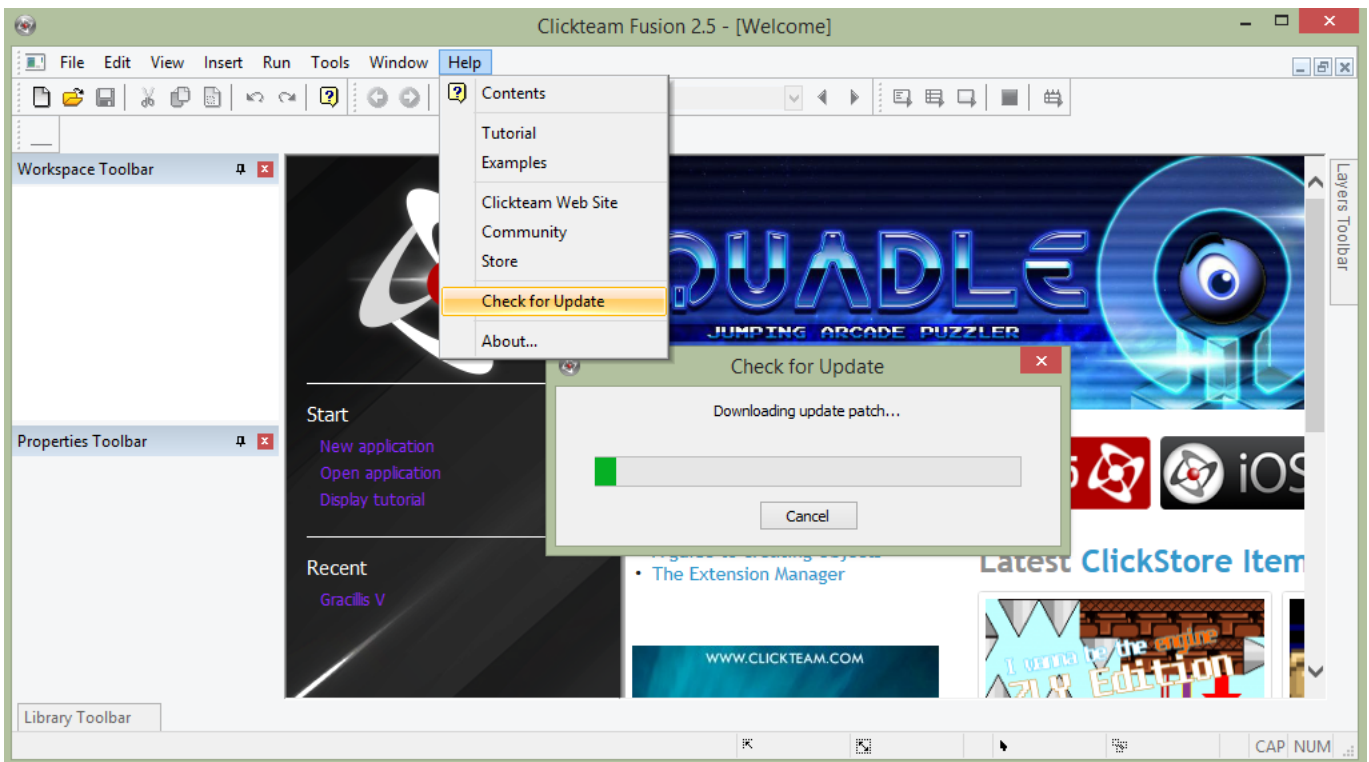 Clickteam Fusion 2.5 - [Welcome]
File Edit View Insert Run Tools Window Help
Contents
Tutorial
Examples
Clickteam Web Site
Community
Store
Check for Update
About...
Workspace Toolbar
Layers Toolbar
QUADLE
JUMPING ARCADE PUZZLER
Check for Update
Downloading update patch...
Cancel
Start
New application
Open application
Display tutorial
Properties Toolbar
iOS
Recent
Gracillis V
The Extension Manager
Latest ClickStore Item
WWW.CLICKTEAM.COM
I wanna be the engine
Edition
Library Toolbar
CAP NUM